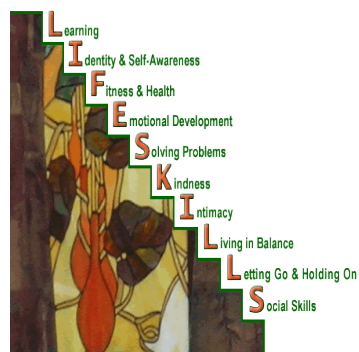 Learning
Identity & Self-Awareness
Fitness & Health
Emotional Development
Solving Problems
Kindness
Intimacy
Living in Balance
Letting Go & Holding On
Social Skills